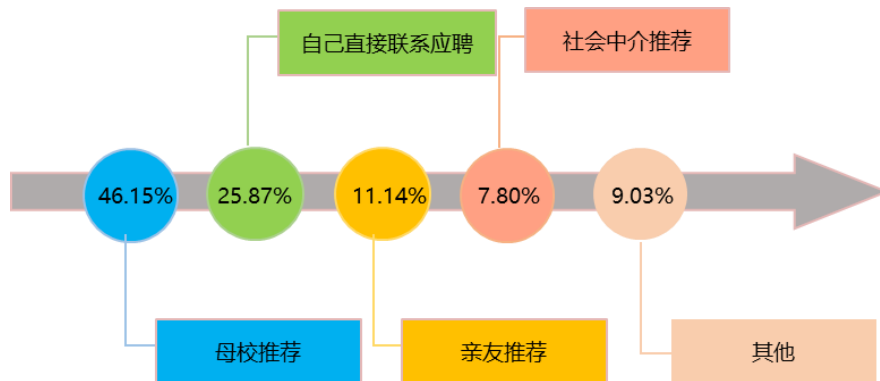 自己直接联系应聘
社会中介推荐
46.15%
25.87%
11.14%
7.80%
9.03%
母校推荐
亲友推荐
其他